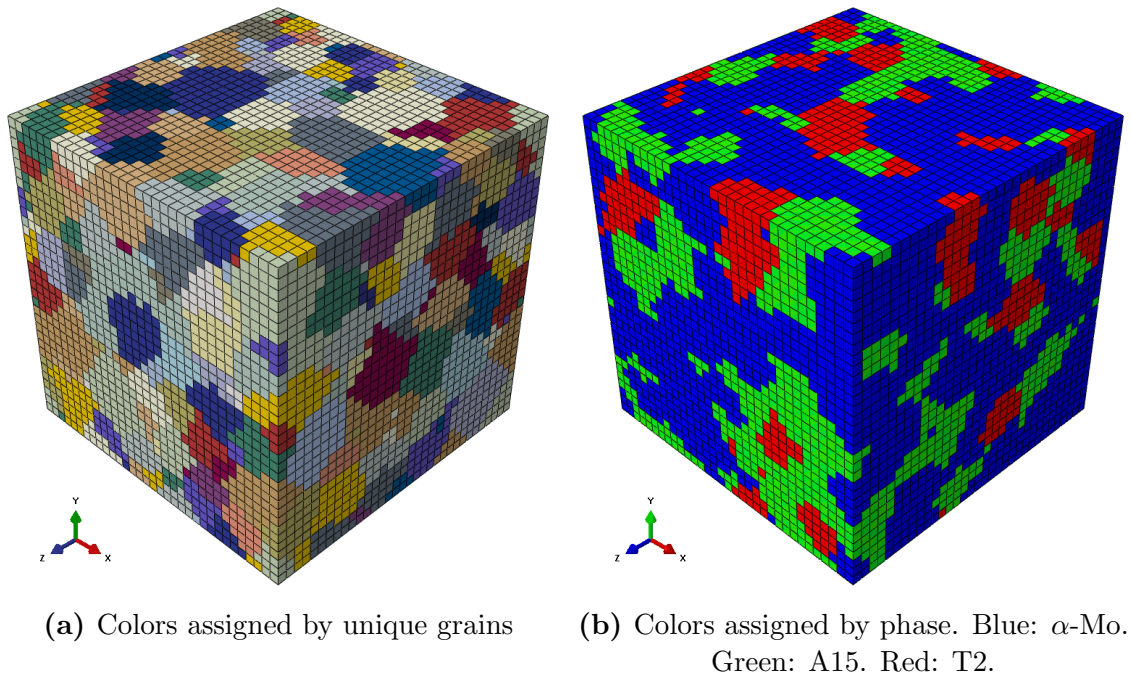 Y
Z
X
Y
Z
X
(a) Colors assigned by unique grains
(b) Colors assigned by phase. Blue: α-Mo.
Green: A15. Red: T2.